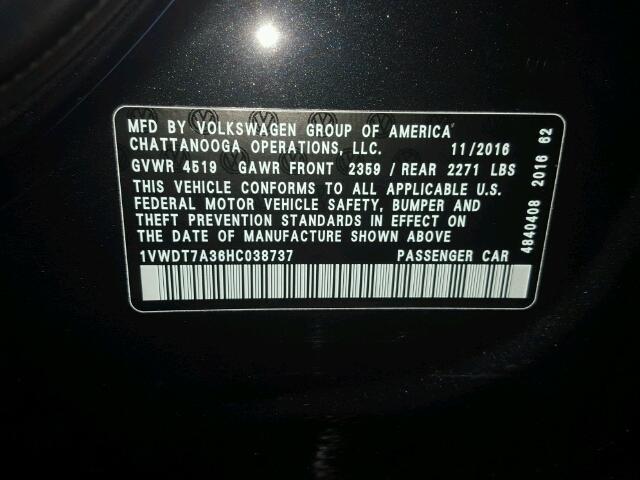 MFD BY VOLKSWAGEN GROUP OF AMERICA
CHATTANOOGA OPERATIONS, LLC. 11/2016
GVWR 4519 GAWR FRONT 2359 / REAR 2271 LBS
THIS VEHICLE CONFORMS TO ALL APPLICABLE U.S.
FEDERAL MOTOR VEHICLE SAFETY, BUMPER AND
THEFT PREVENTION STANDARDS IN EFFECT ON
THE DATE OF MANUFACTURE SHOWN ABOVE
1VWDT7A36HC038737 PASSENGER CAR
4840408 2016 62